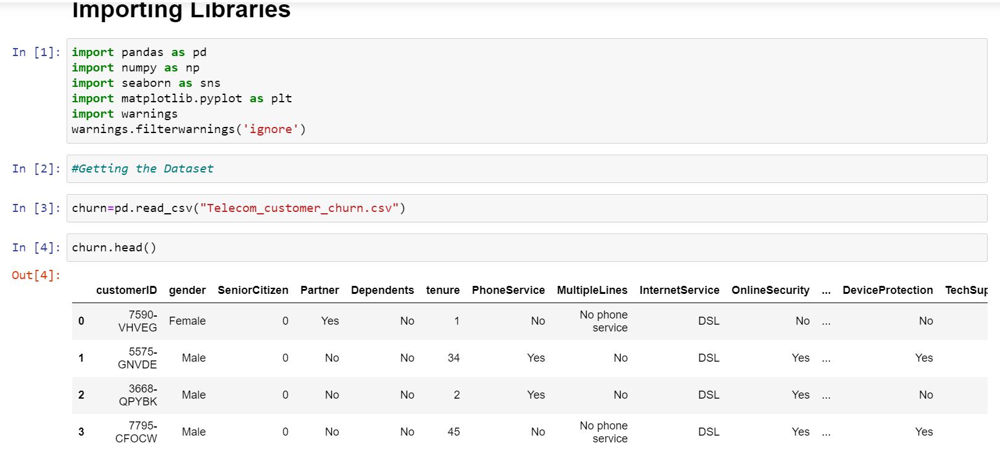 Importing Libraries
In [1]: import pandas as pd
import numpy as np
import seaborn as sns
import matplotlib.pyplot as plt
import warnings
warnings.filterwarnings('ignore')
In [2]: #Getting the Dataset
In [3]: churn=pd.read_csv("Telecom_customer_churn.csv")
In [4]: churn.head()
Out[4]:
customerID gender SeniorCitizen Partner Dependents tenure PhoneService MultipleLines InternetService OnlineSecurity ... DeviceProtection TechSup
0 7590-VHVEG Female 0 Yes No 1 No No phone service DSL No ... No
1 5575-GNVDE Male 0 No No 34 Yes No DSL Yes ... Yes
2 3668-QPYBK Male 0 No No 2 Yes No DSL Yes ... No
3 7795-CFOCW Male 0 No No 45 No No phone service DSL Yes ... Yes